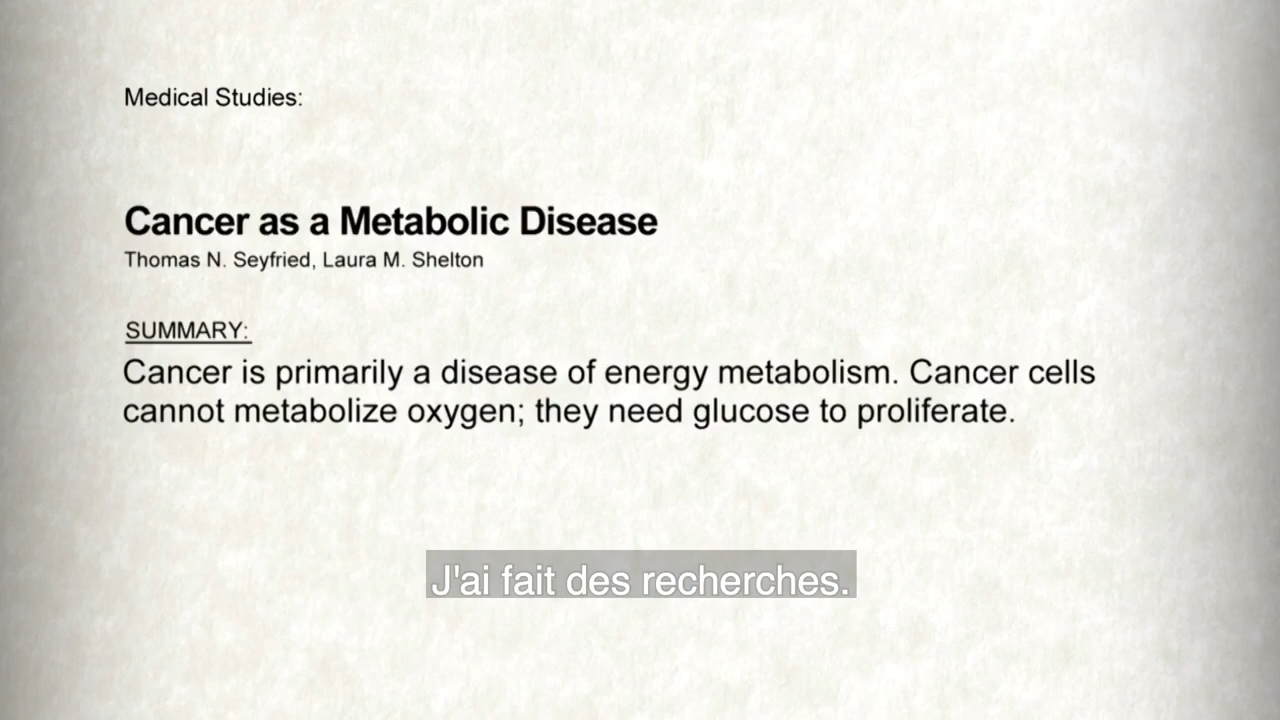 Medical Studies:
Cancer as a Metabolic Disease
Thomas N. Seyfried, Laura M. Shelton
SUMMARY:
Cancer is primarily a disease of energy metabolism. Cancer cells
cannot metabolize oxygen; they need glucose to proliferate.
J'ai fait des recherches.